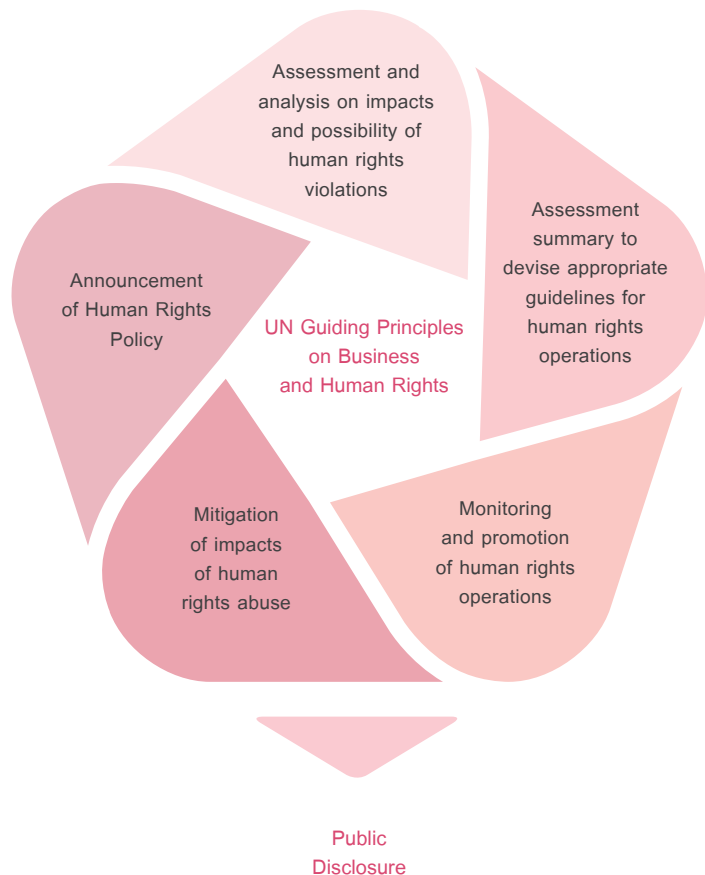 Assessment and
analysis on impacts
and possibility of
human rights
violations
Assessment
summary to
devise appropriate
guidelines for
human rights
operations
Announcement
of Human Rights
Policy
UN Guiding Principles
on Business
and Human Rights
Monitoring
and promotion
of human rights
operations
Mitigation
of impacts
of human
rights abuse
Public
Disclosure